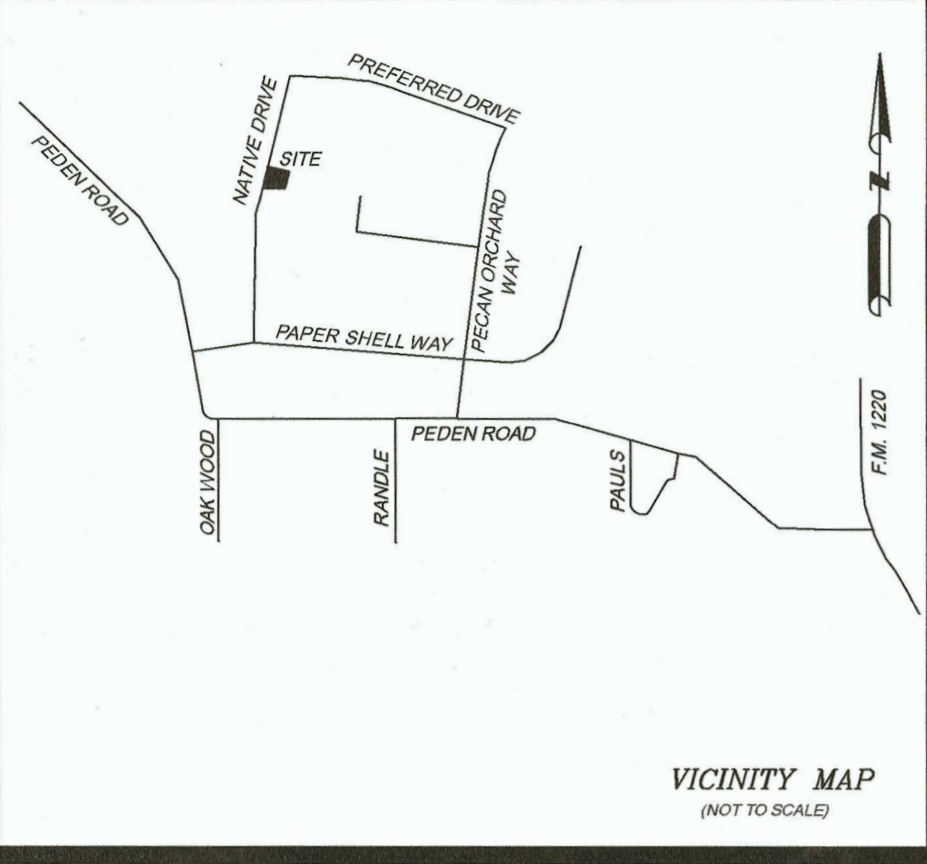 PREFERRED DRIVE
NATIVE DRIVE
SITE
PEDEN ROAD
N
PECAN ORCHARD
WAY
PAPER SHELL WAY
F.M. 1220
PEDEN ROAD
OAK WOOD
RANDLE
PAULS
VICINITY MAP
(NOT TO SCALE)